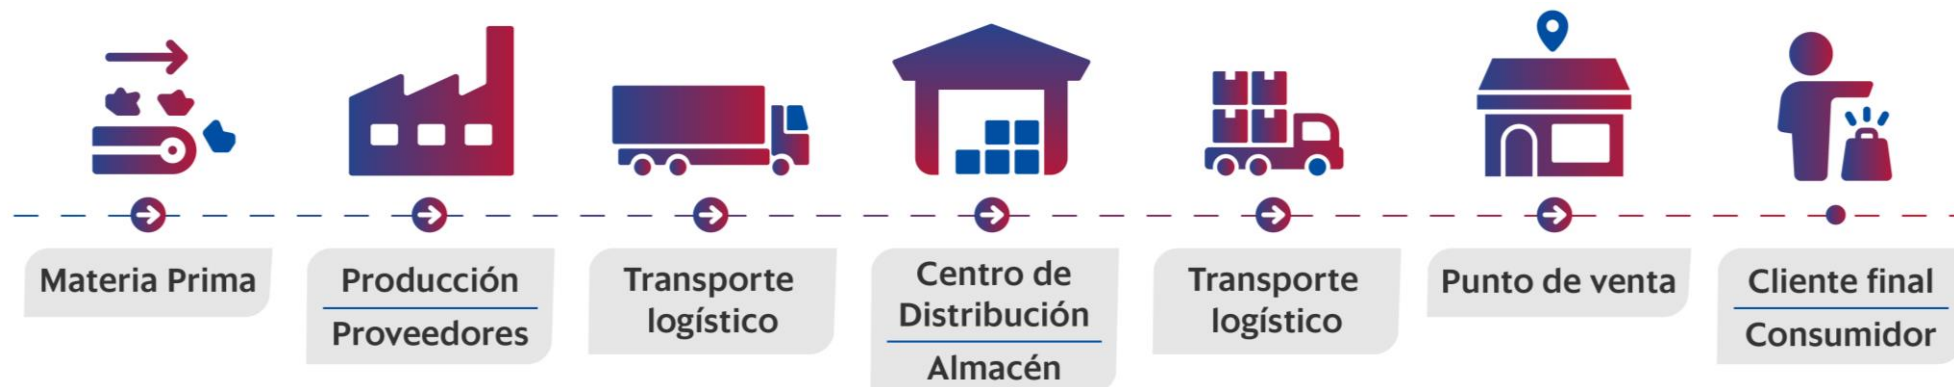 Materia Prima
Producción
Proveedores
Transporte
logístico
Centro de
Distribución
Almacén
Transporte
logístico
Punto de venta
Cliente final
Consumidor